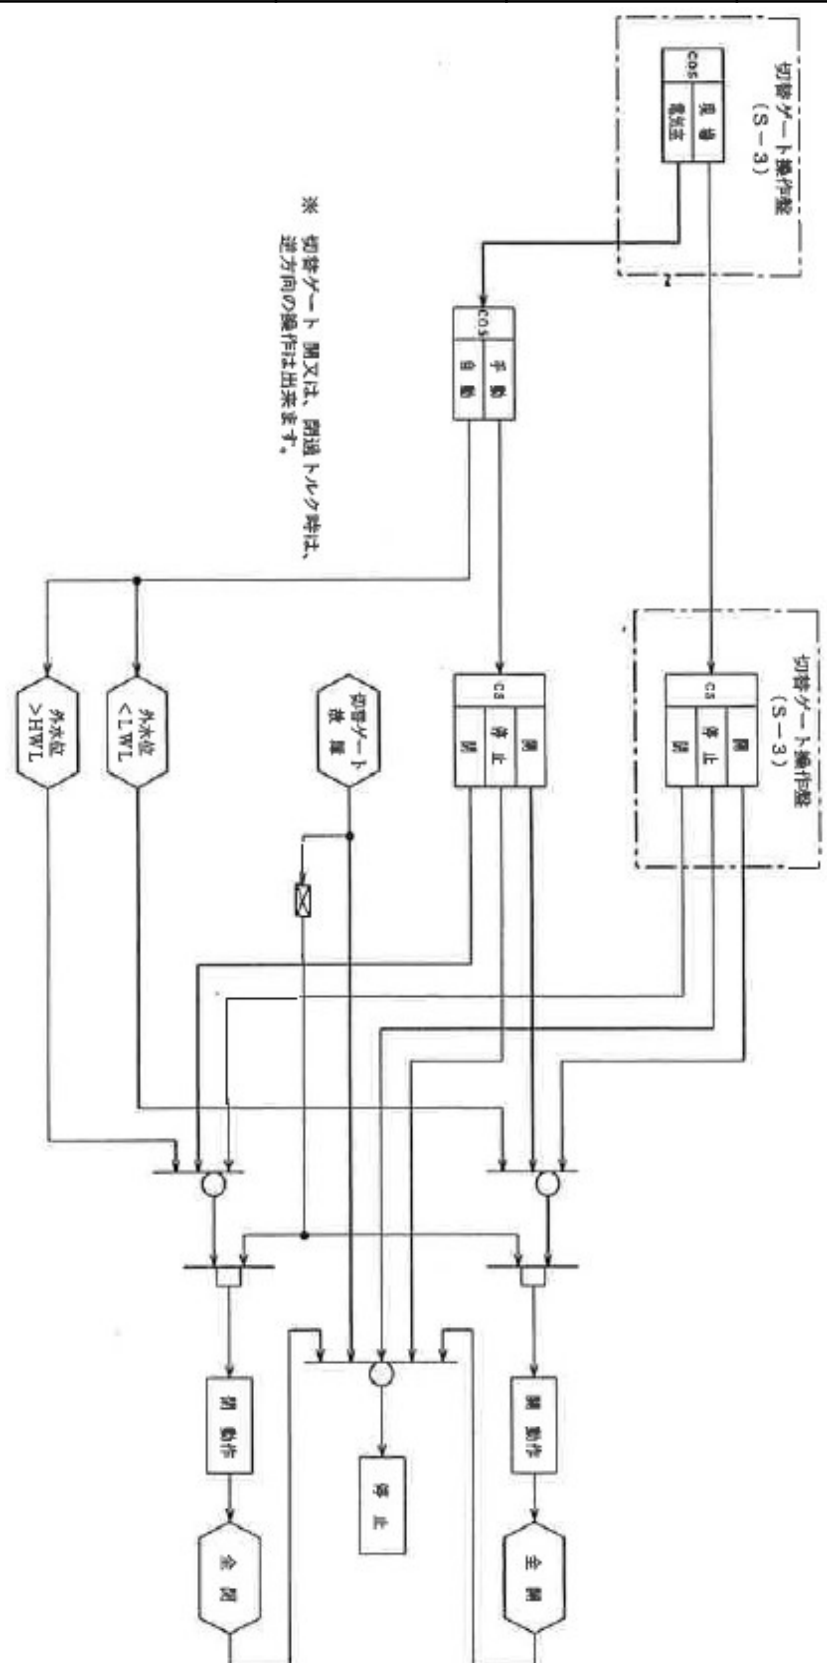 切替ゲート操作盤
(S-3)
COS
現場
電気室
COS
手動
自動
※ 切替ゲート 開又は、閉過トルク時は、
逆方向の操作は出来ます。
切替ゲート操作盤
(S-3)
CS
開
停止
閉
CS
開
停止
閉
切替ゲート
故障
外水位
<LWL
外水位
>HWL
開動作
閉動作
停止
全開
全閉